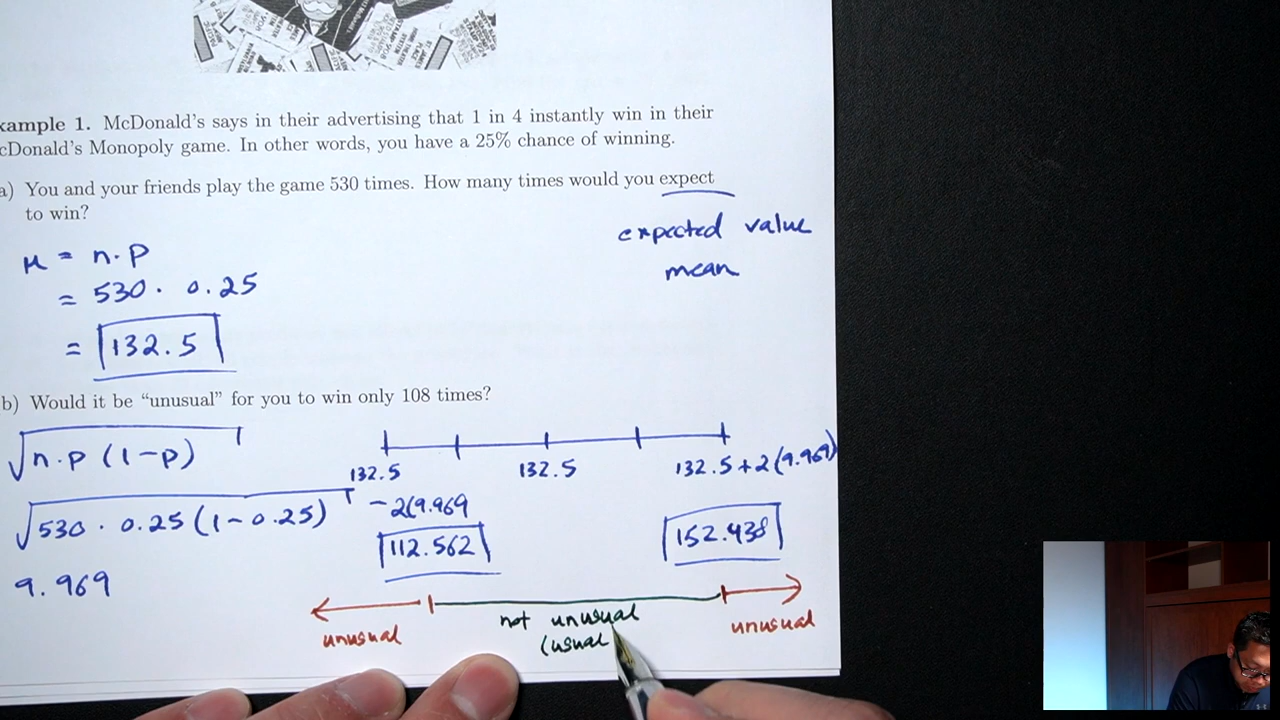 xample 1. McDonald's says in their advertising that 1 in 4 instantly win in their
cDonald's Monopoly game. In other words, you have a 25% chance of winning.
a) You and your friends play the game 530 times. How many times would you expect
to win?
expected value
mean
μ = n·p
= 530 · 0.25
= 132.5
b) Would it be “unusual” for you to win only 108 times?
√n·p (1-p)
√530 · 0.25 (1-0.25)
9.969
132.5 132.5 132.5+2(9.969)
-2(9.969
112.562 152.438
unusual not unusual unusual
(usual